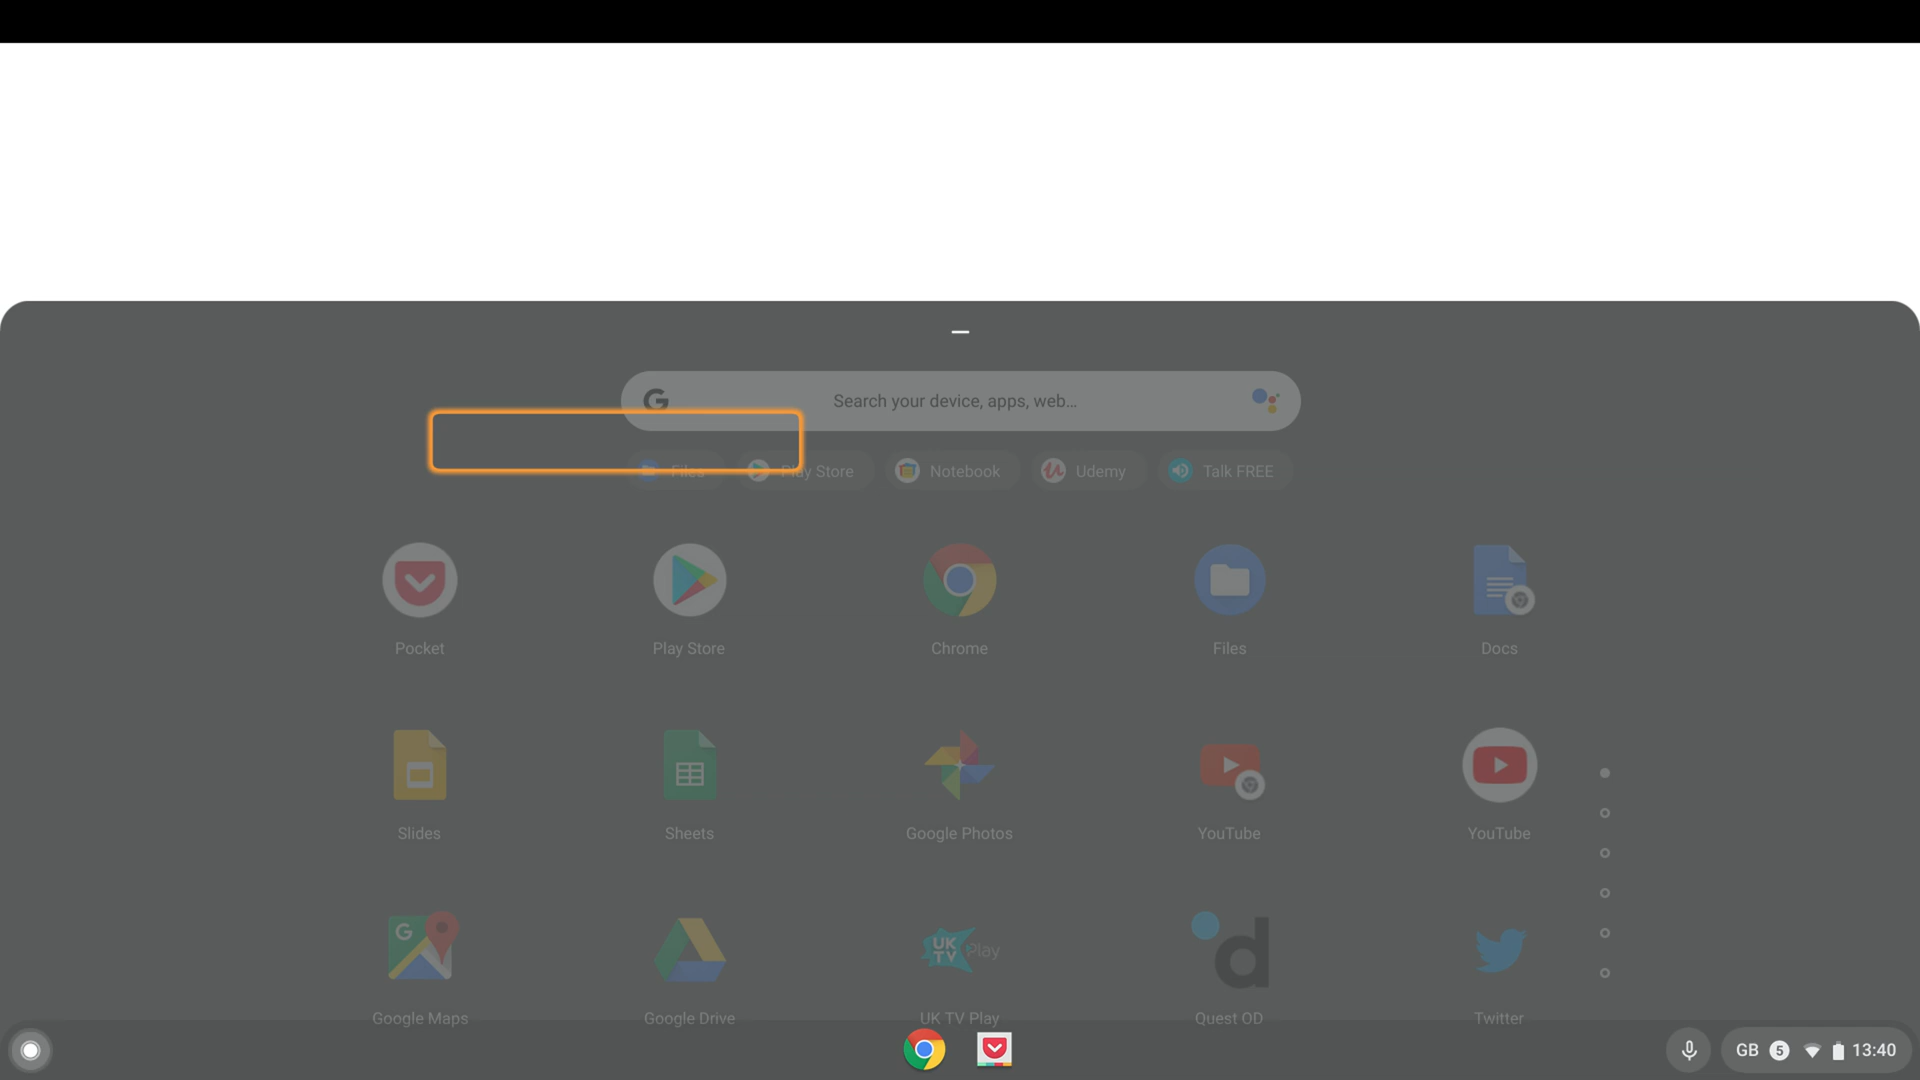 Search your device, apps, web...
Files Play Store Notebook Udemy Talk FREE
Pocket Play Store Chrome Files Docs
Slides Sheets Google Photos YouTube YouTube
UK TV Play
Google Maps Google Drive UK TV Play Quest OD Twitter
GB 5 13:40